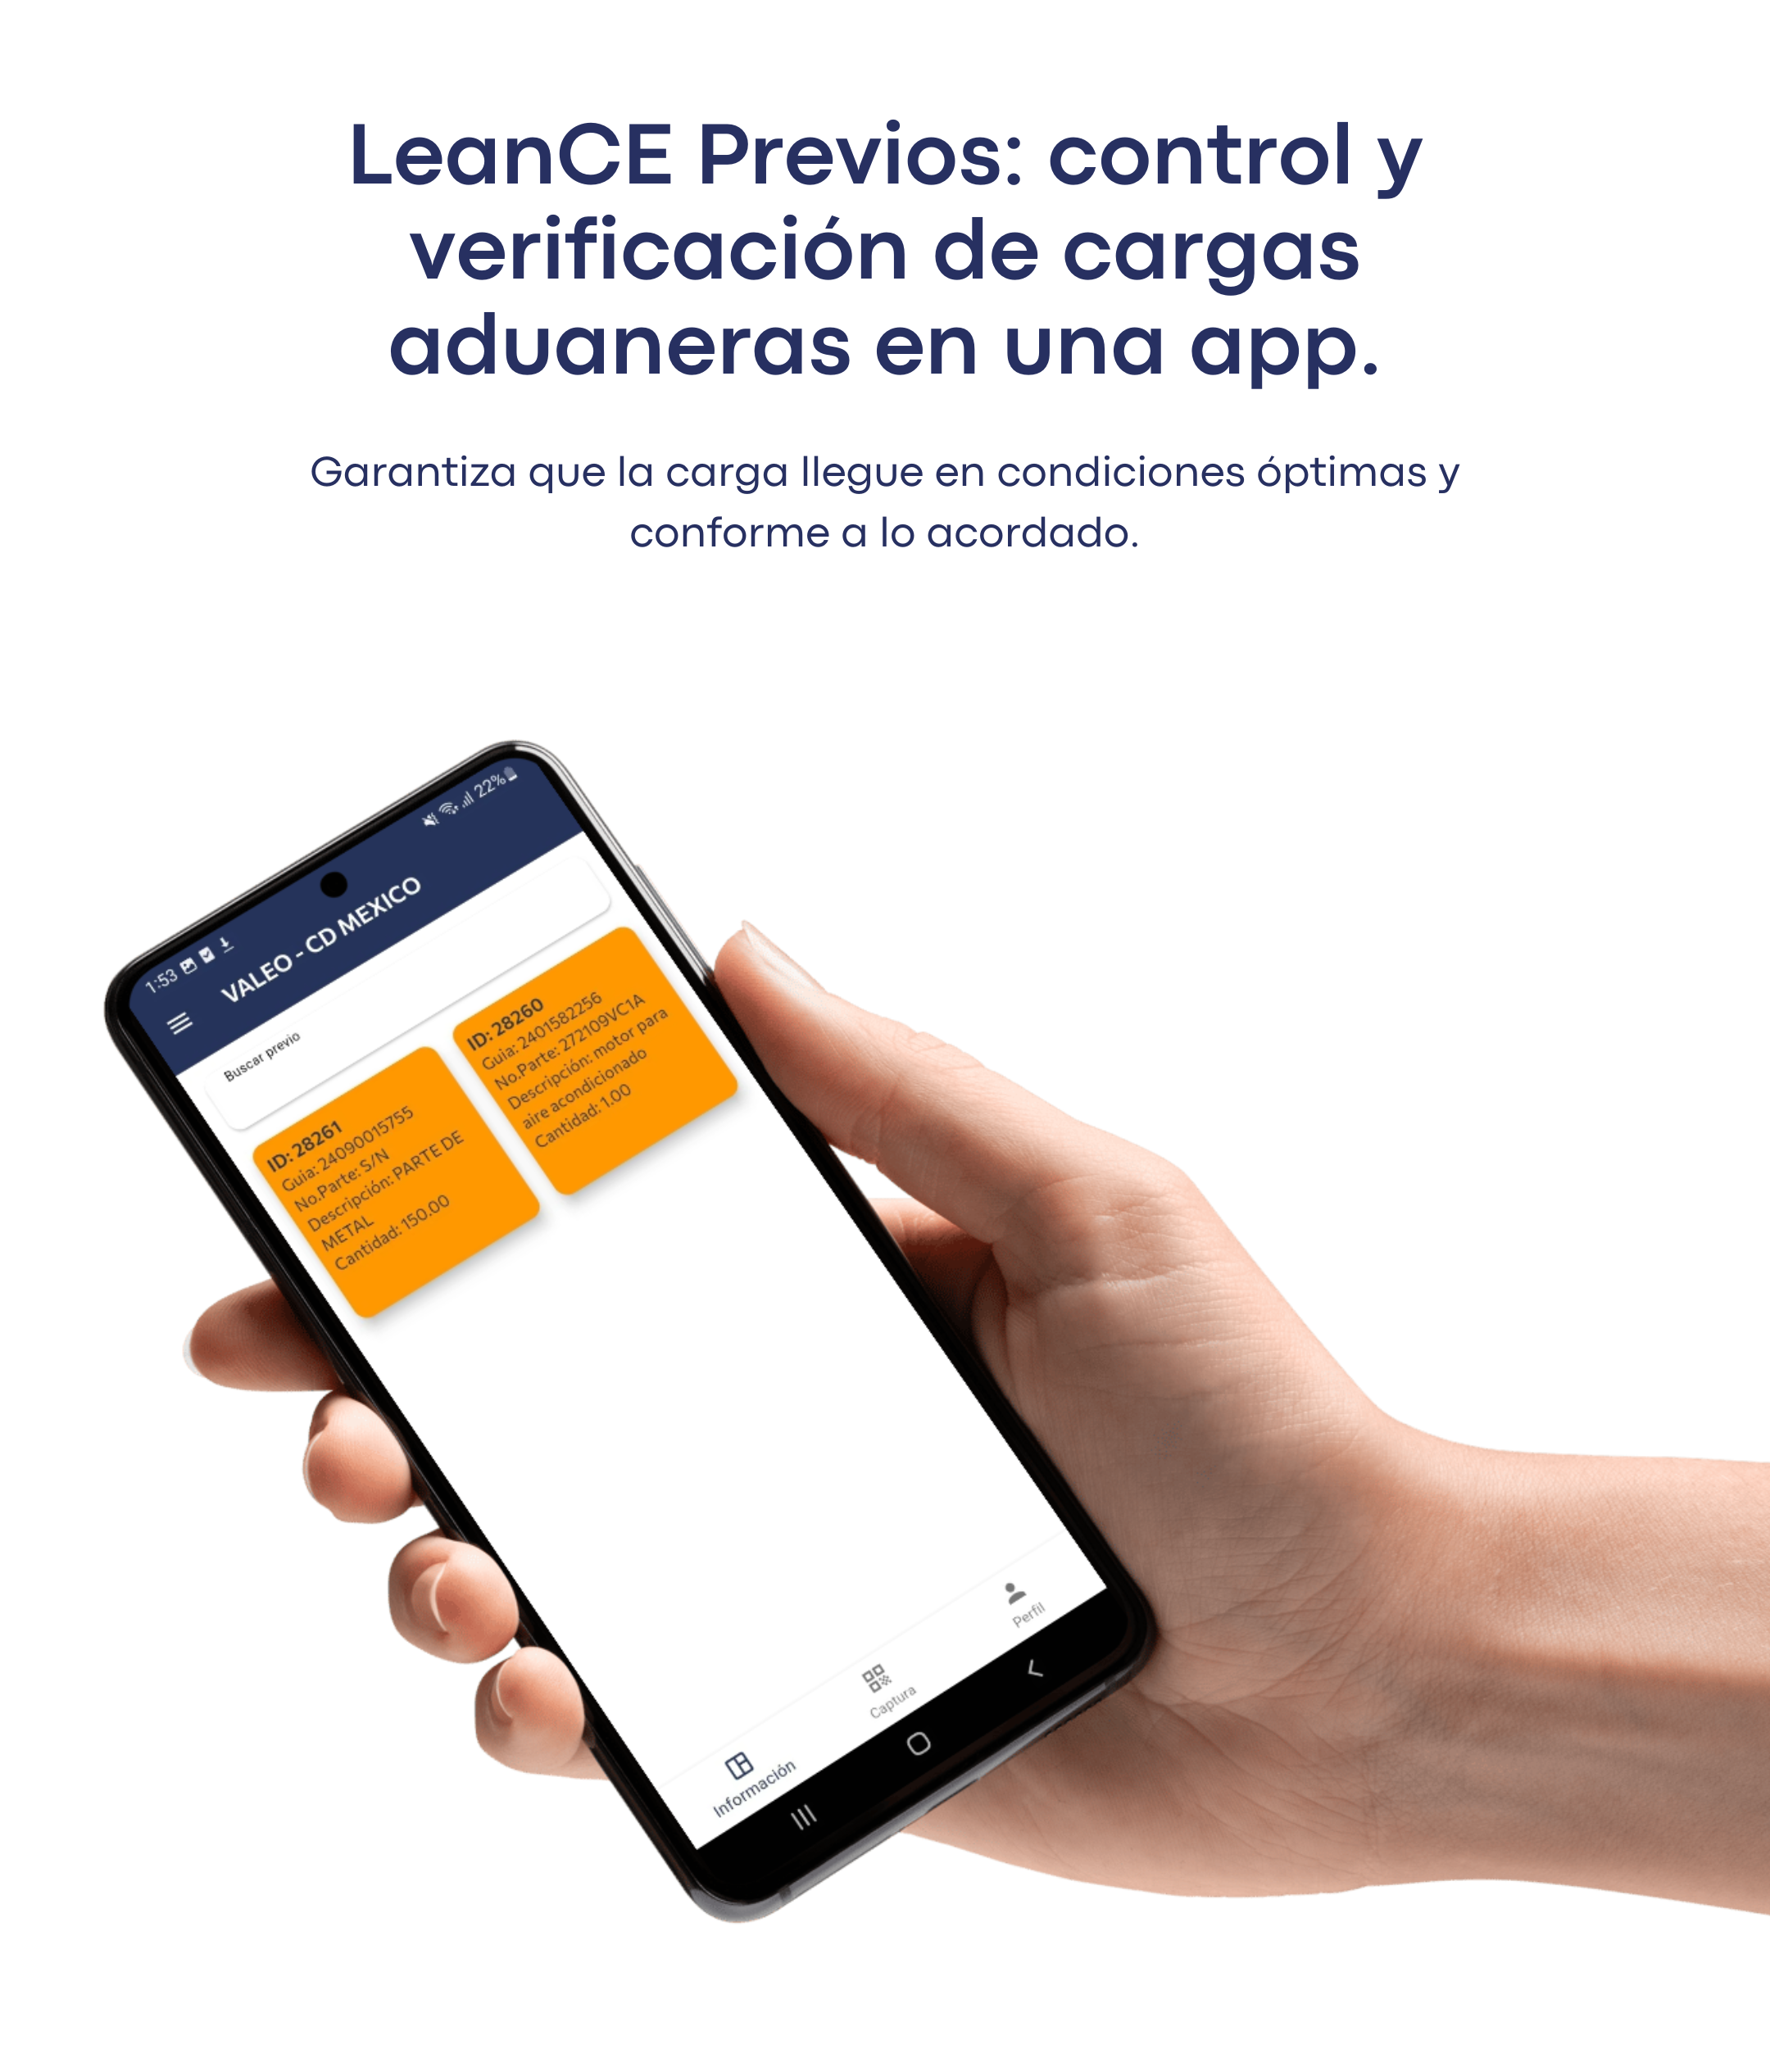 LeanCE Previos: control y
verificación de cargas
aduaneras en una app.
Garantiza que la carga llegue en condiciones óptimas y
conforme a lo acordado.
1:53
22%
VALEO - CD MEXICO
Buscar previo
ID: 28261
Guia: 24090015755
No.Parte: S/N
Descripción: PARTE DE
METAL
Cantidad: 150.00
ID: 28260
Guia: 2401582256
No.Parte: 272109VC1A
Descripción: motor para
aire acondicionado
Cantidad: 1.00
Información
Captura
Perfil